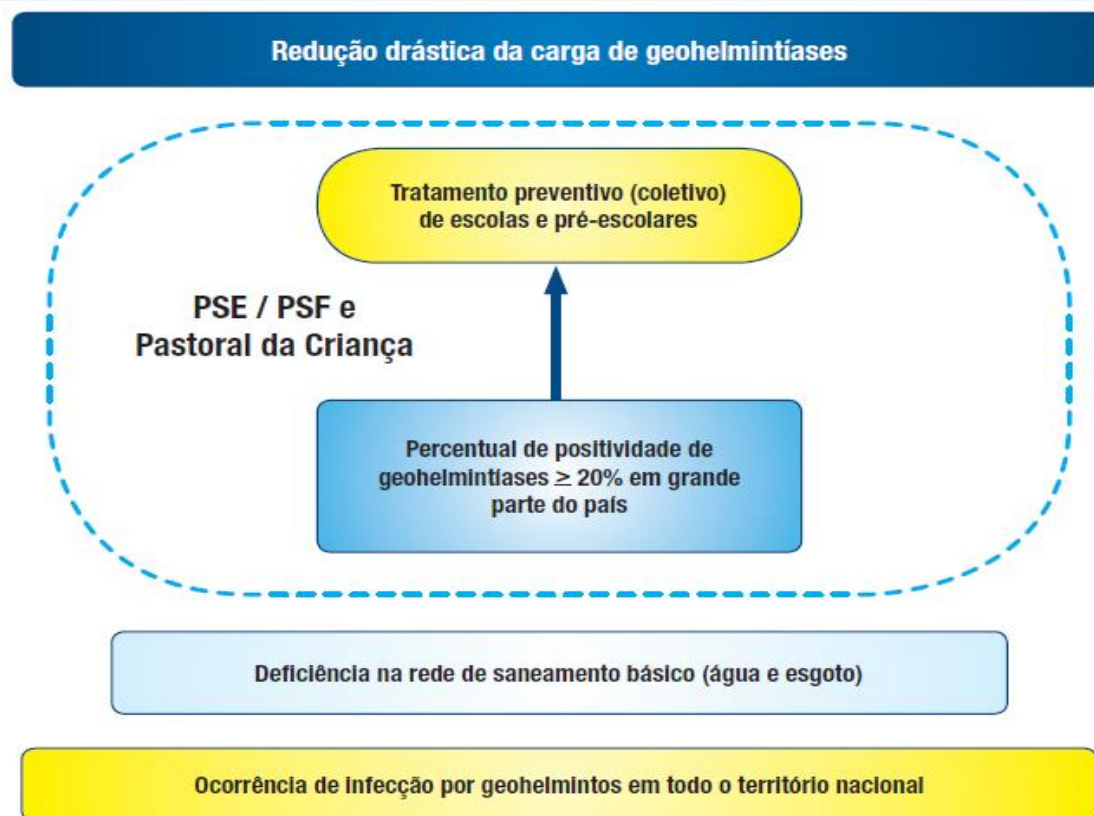 Redução drástica da carga de geohelmintíases
Tratamento preventivo (coletivo)
de escolas e pré-escolares
PSE / PSF e
Pastoral da Criança
Percentual de positividade de
geohelmintíases ≥ 20% em grande
parte do país
Deficiência na rede de saneamento básico (água e esgoto)
Ocorrência de infecção por geohelmintos em todo o território nacional